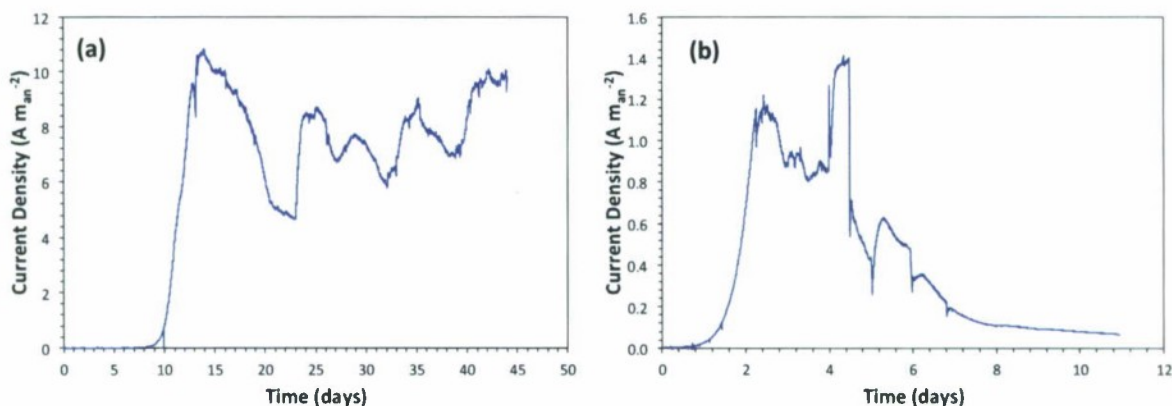 (a)
Current Density (A m_an^-2)
12
10
8
6
4
2
0
0 5 10 15 20 25 30 35 40 45 50
Time (days)
(b)
Current Density (A m_an^-2)
1.6
1.4
1.2
1.0
0.8
0.6
0.4
0.2
0.0
0 2 4 6 8 10 12
Time (days)